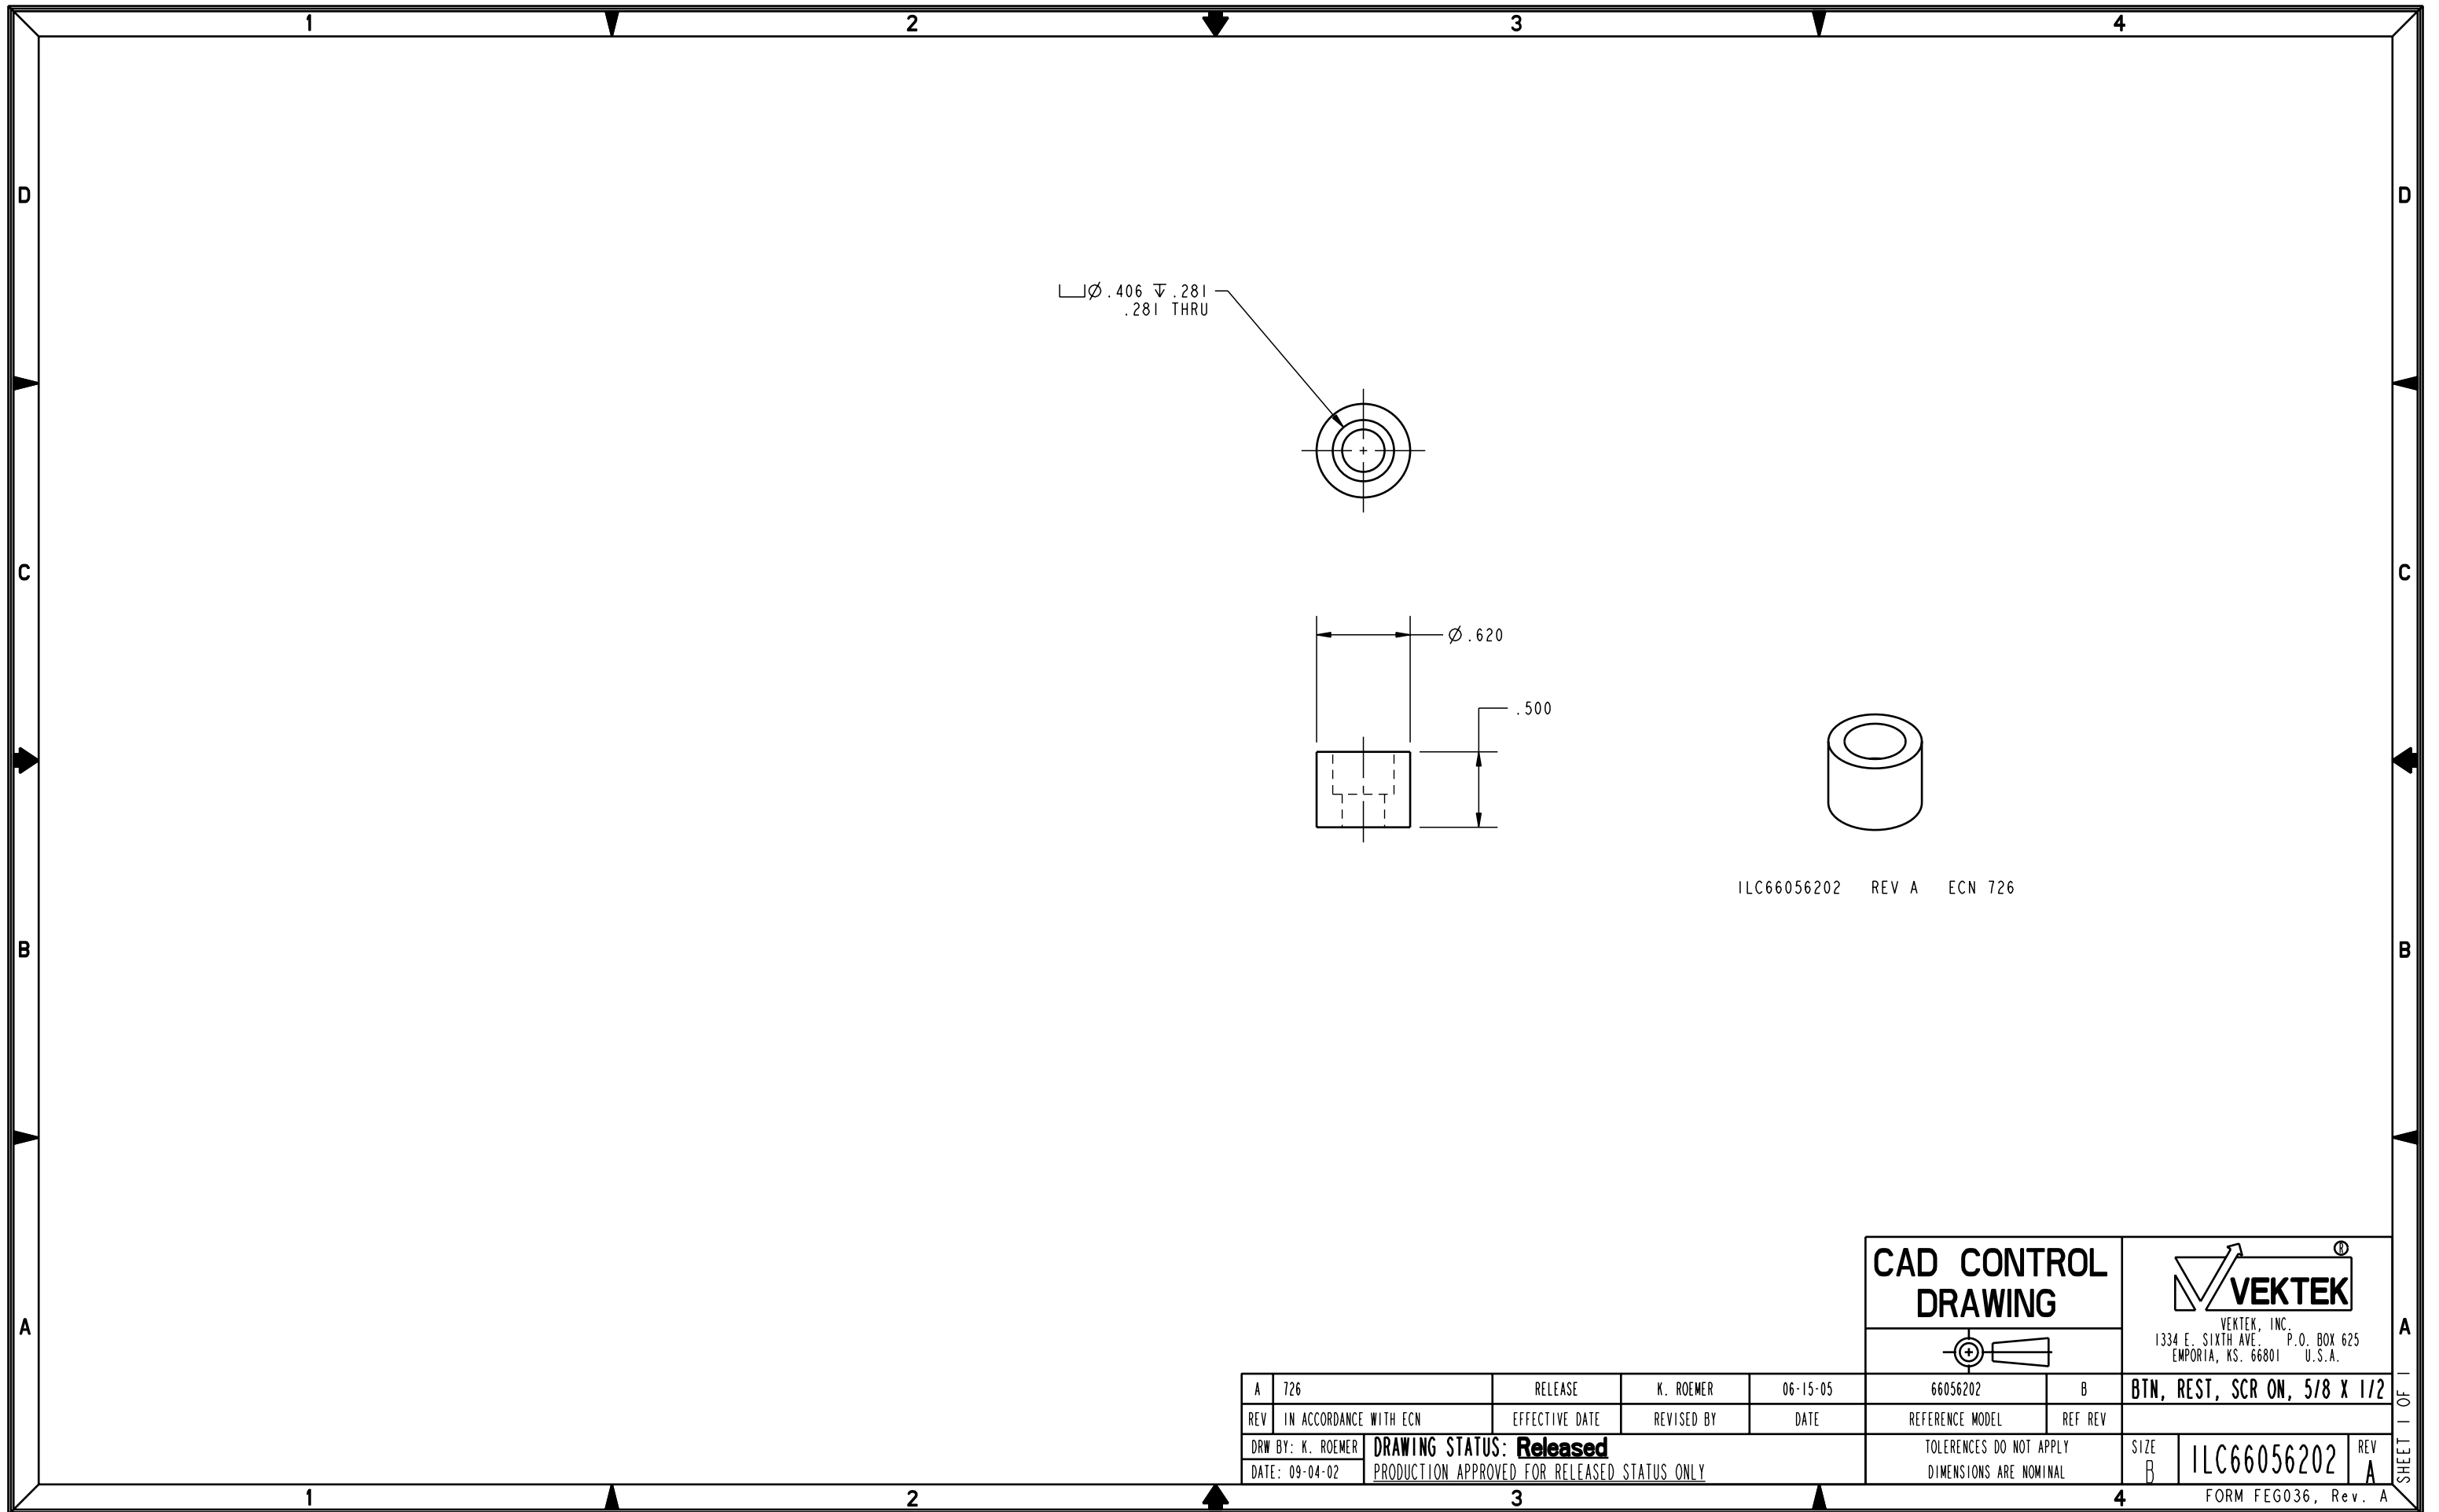 1 2 3 4
D D
⌴⌀.406 ↧.281
.281 THRU
C C
⌀.620
.500
ILC66056202 REV A ECN 726
B B
CAD CONTROL
DRAWING
®
VEKTEK
VEKTEK, INC.
1334 E. SIXTH AVE. P.O. BOX 625
EMPORIA, KS. 66801 U.S.A.
A A
A 726 RELEASE K. ROEMER 06-15-05 66056202 B BTN, REST, SCR ON, 5/8 X 1/2
REV IN ACCORDANCE WITH ECN EFFECTIVE DATE REVISED BY DATE REFERENCE MODEL REF REV
DRW BY: K. ROEMER DRAWING STATUS: Released TOLERENCES DO NOT APPLY SIZE ILC66056202 REV
DATE: 09-04-02 PRODUCTION APPROVED FOR RELEASED STATUS ONLY DIMENSIONS ARE NOMINAL B A
SHEET 1 OF 1
FORM FEG036, Rev. A
1 2 3 4